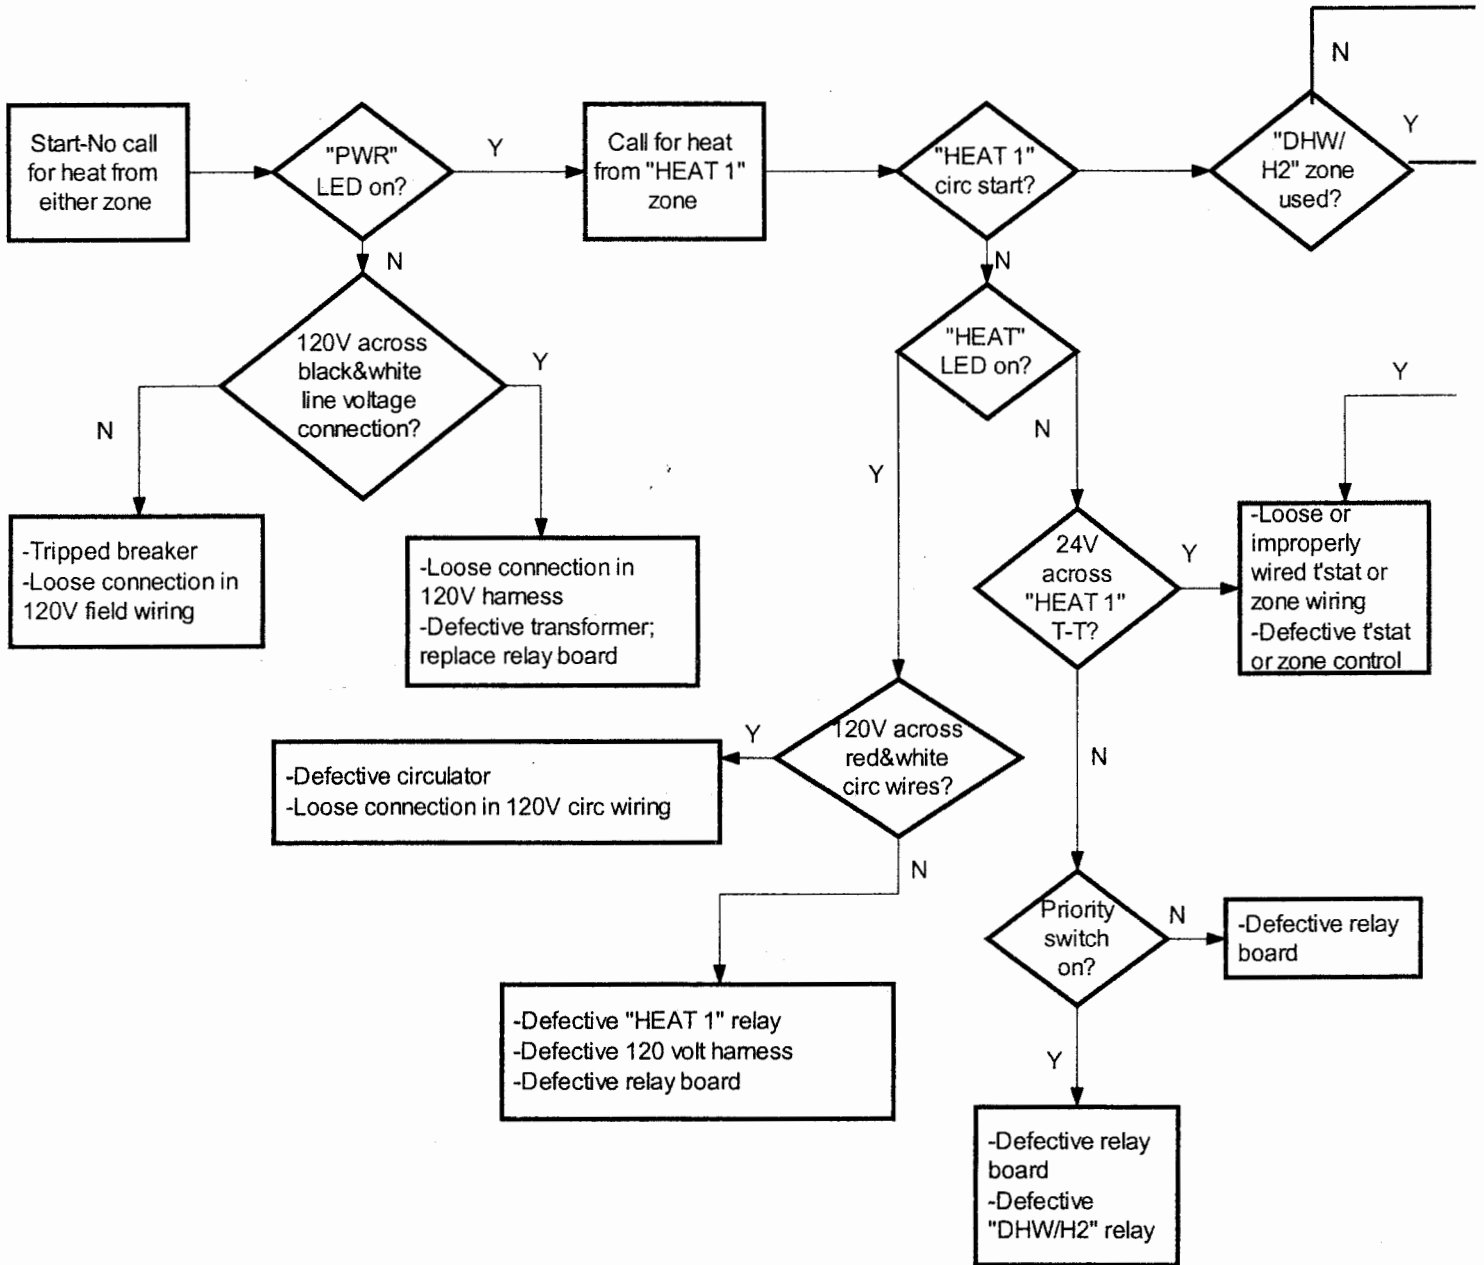 Start-No call
for heat from
either zone
"PWR"
LED on?
Y
Call for heat
from "HEAT 1"
zone
"HEAT 1"
circ start?
"DHW/
H2" zone
used?
N
Y
N
120V across
black&white
line voltage
connection?
N
Y
-Tripped breaker
-Loose connection in
120V field wiring
-Loose connection in
120V harness
-Defective transformer;
replace relay board
N
"HEAT"
LED on?
Y
N
24V
across
"HEAT 1"
T-T?
Y
Y
-Loose or
improperly
wired t'stat or
zone wiring
-Defective t'stat
or zone control
120V across
red&white
circ wires?
Y
-Defective circulator
-Loose connection in 120V circ wiring
N
-Defective "HEAT 1" relay
-Defective 120 volt harness
-Defective relay board
N
Priority
switch
on?
N
-Defective relay
board
Y
-Defective relay
board
-Defective
"DHW/H2" relay